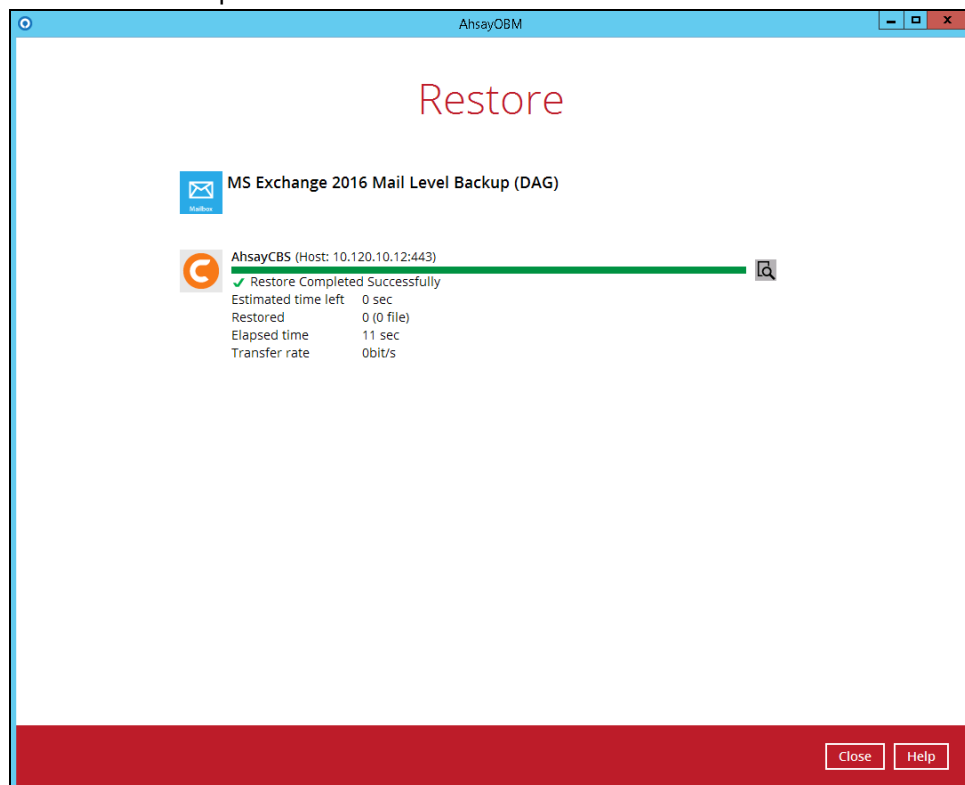 AhsayOBM
Restore
MS Exchange 2016 Mail Level Backup (DAG)
Mailbox
AhsayCBS (Host: 10.120.10.12:443)
Restore Completed Successfully
Estimated time left 0 sec
Restored 0 (0 file)
Elapsed time 11 sec
Transfer rate 0bit/s
Close Help